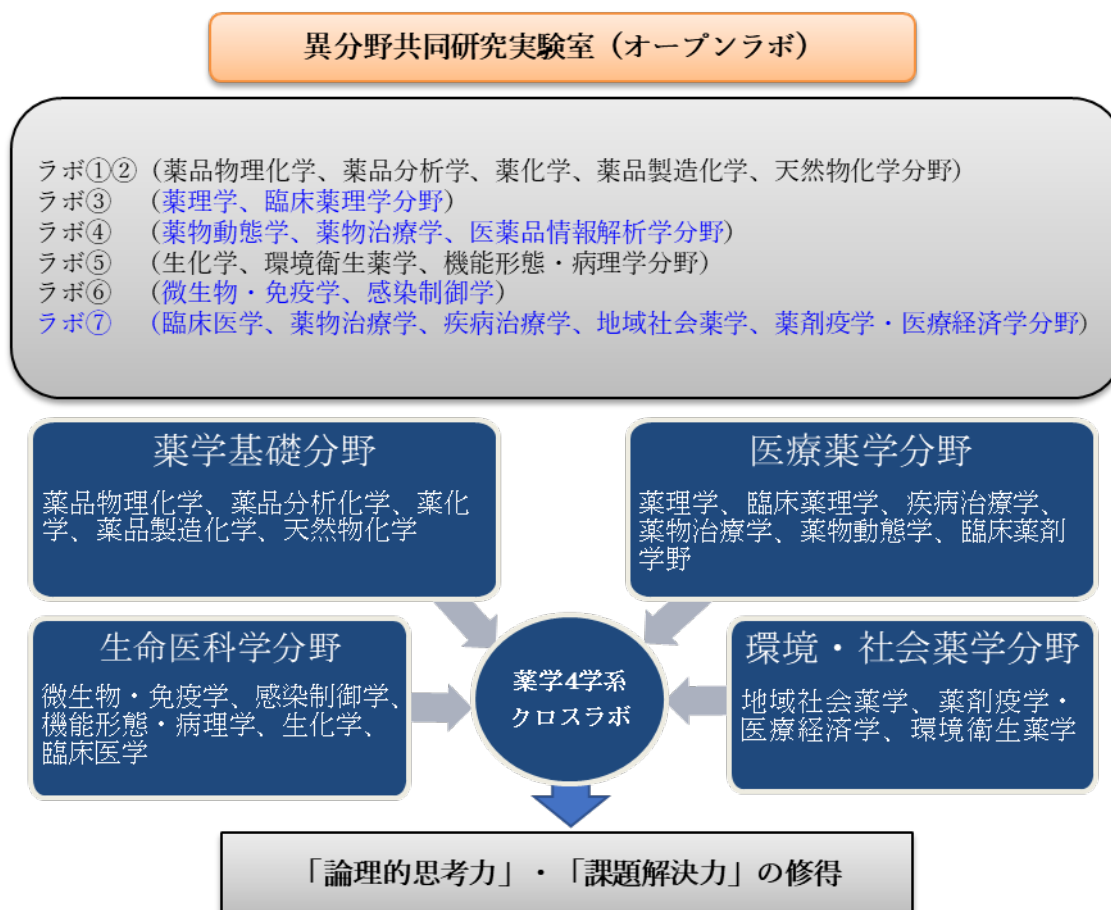 異分野共同研究実験室（オープンラボ）
ラボ①②（薬品物理化学、薬品分析学、薬化学、薬品製造化学、天然物化学分野）
ラボ③　（薬理学、臨床薬理学分野）
ラボ④　（薬物動態学、薬物治療学、医薬品情報解析学分野）
ラボ⑤　（生化学、環境衛生薬学、機能形態・病理学分野）
ラボ⑥　（微生物・免疫学、感染制御学）
ラボ⑦　（臨床医学、薬物治療学、疾病治療学、地域社会薬学、薬剤疫学・医療経済学分野）
薬学基礎分野
薬品物理化学、薬品分析化学、薬化
学、薬品製造化学、天然物化学
医療薬学分野
薬理学、臨床薬理学、疾病治療学、
薬物治療学、薬物動態学、臨床薬剤
学野
生命医科学分野
微生物・免疫学、感染制御学、
機能形態・病理学、生化学、
臨床医学
薬学4学系
クロスラボ
環境・社会薬学分野
地域社会薬学、薬剤疫学・
医療経済学、環境衛生薬学
「論理的思考力」・「課題解決力」の修得